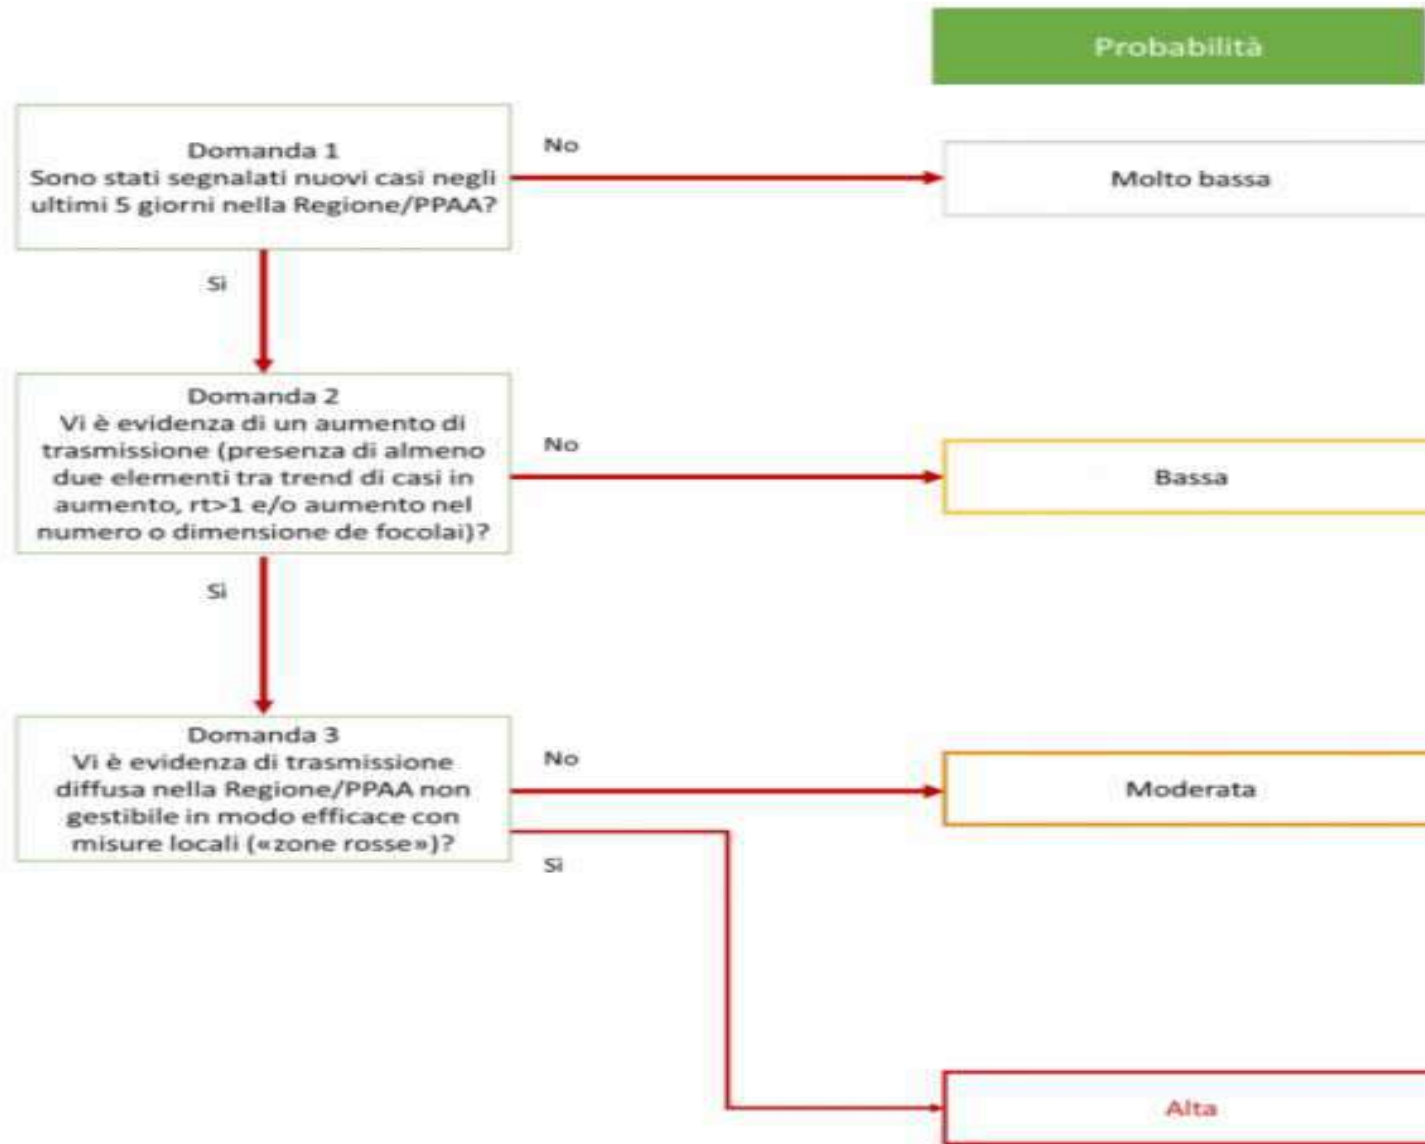 Probabilità
Domanda 1
Sono stati segnalati nuovi casi negli
ultimi 5 giorni nella Regione/PPAA?
No
Molto bassa
Sì
Domanda 2
Vi è evidenza di un aumento di
trasmissione (presenza di almeno
due elementi tra trend di casi in
aumento, rt>1 e/o aumento nel
numero o dimensione de focolai)?
No
Bassa
Sì
Domanda 3
Vi è evidenza di trasmissione
diffusa nella Regione/PPAA non
gestibile in modo efficace con
misure locali («zone rosse»)?
No
Moderata
Sì
Alta